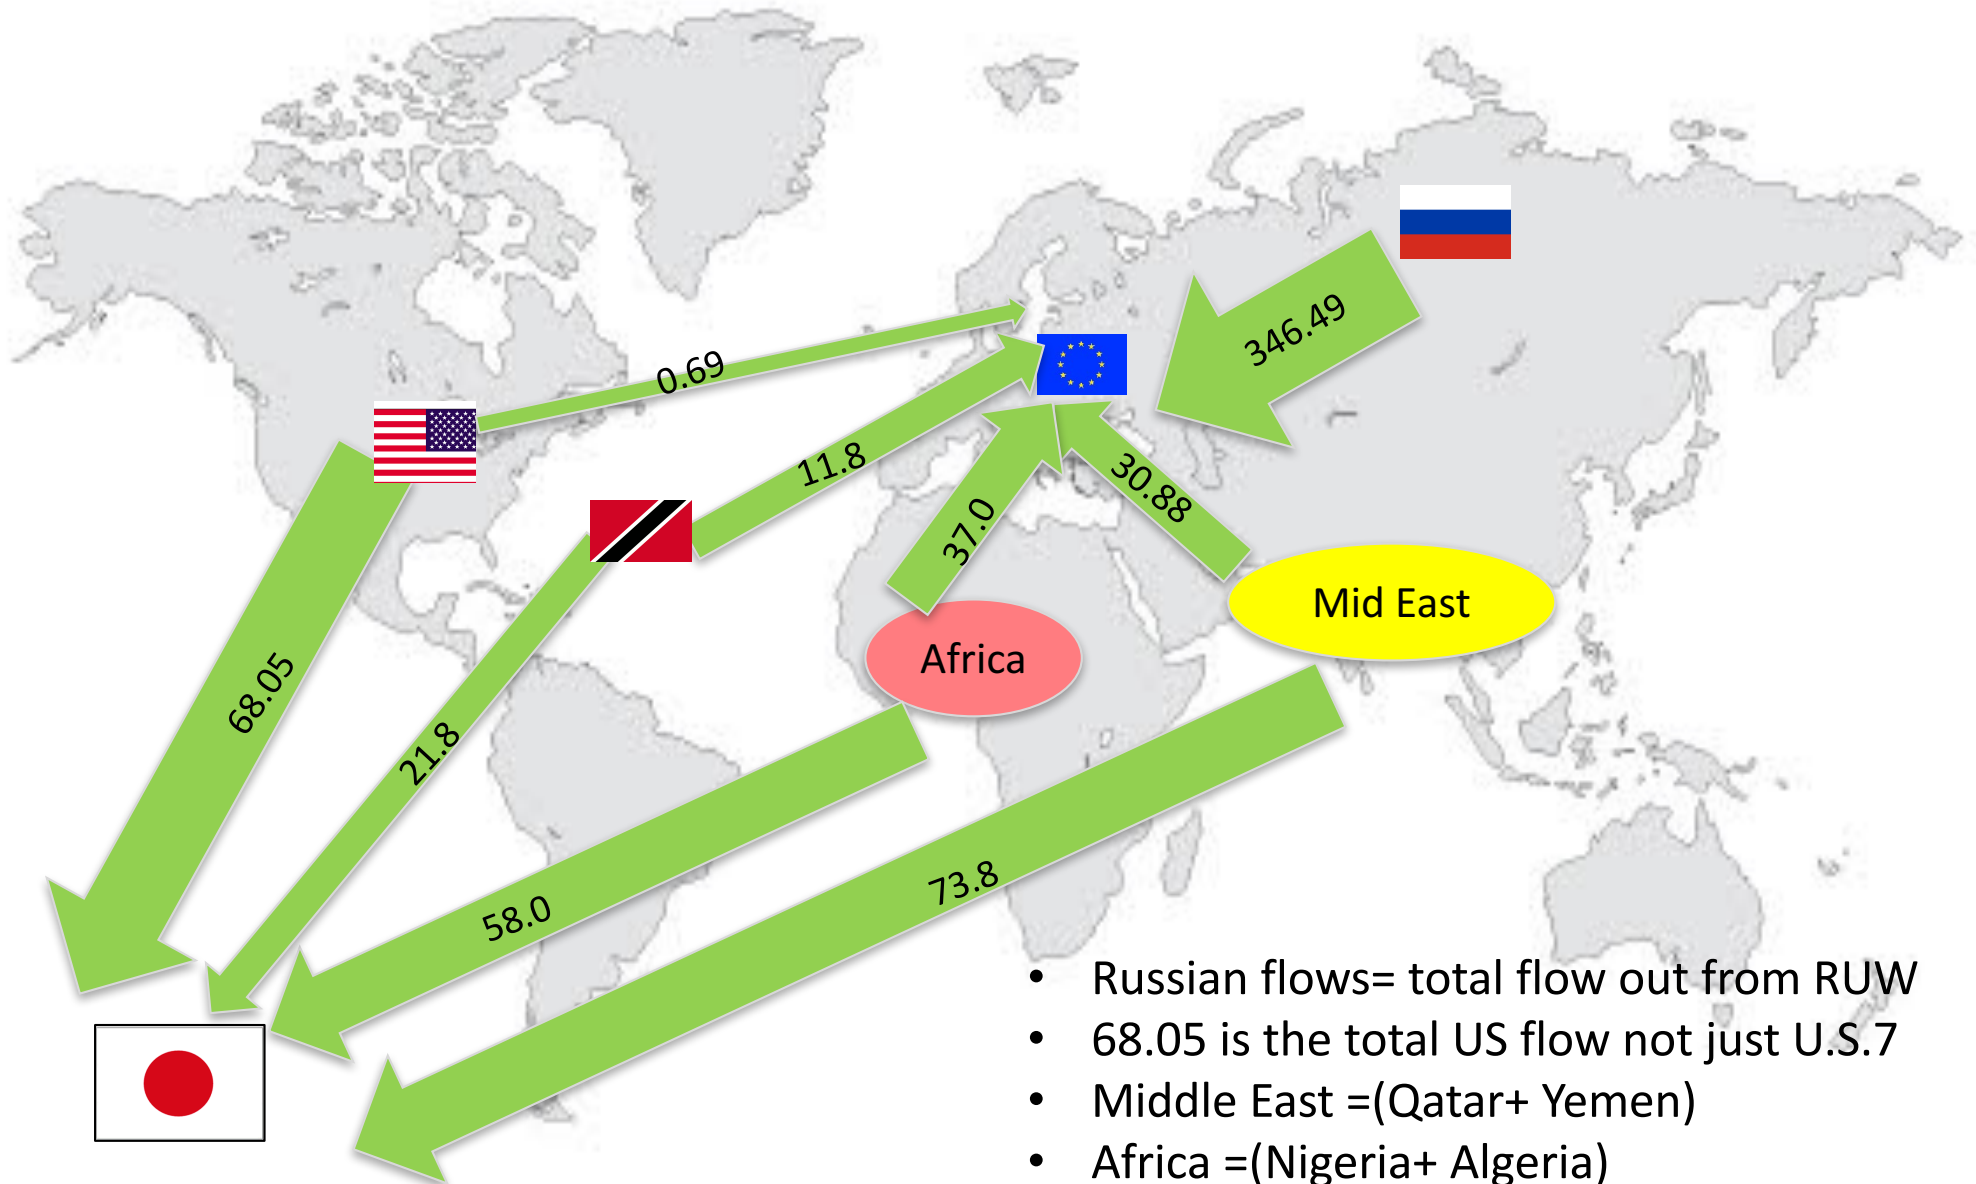 346.49
0.69
11.8
30.88
37.0
Mid East
Africa
68.05
21.8
73.8
58.0
• Russian flows= total flow out from RUW
• 68.05 is the total US flow not just U.S.7
• Middle East =(Qatar+ Yemen)
• Africa =(Nigeria+ Algeria)